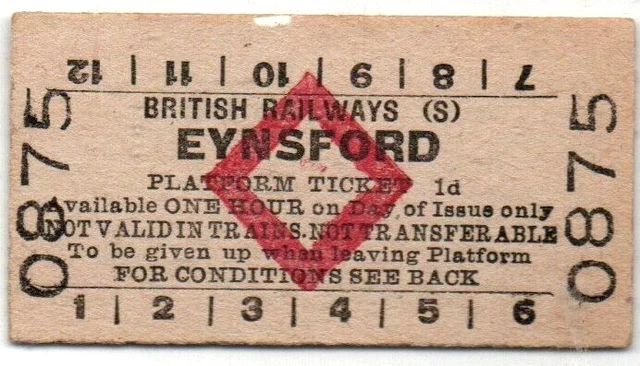 12 | 11 | 10 | 9 | 8 | 7
BRITISH RAILWAYS (S)
EYNSFORD
PLATFORM TICKET 1d
Available ONE HOUR on Day of Issue only
NOT VALID IN TRAINS. NOT TRANSFERABLE
To be given up when leaving Platform
FOR CONDITIONS SEE BACK
1 | 2 | 3 | 4 | 5 | 6
0875
0875